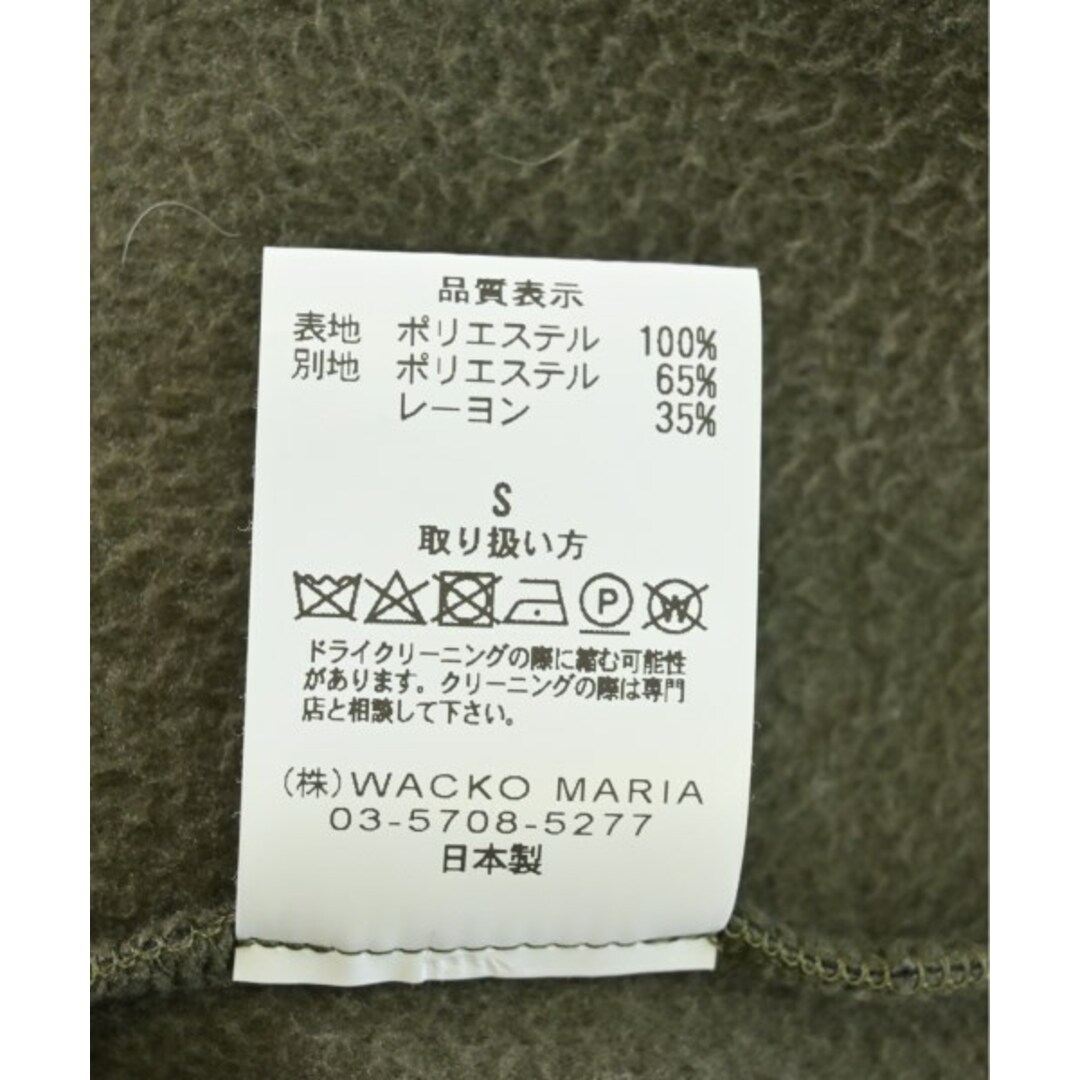 品質表示
表地 ポリエステル 100%
別地 ポリエステル 65%
レーヨン 35%
S
取り扱い方
P W
ドライクリーニングの際に縮む可能性
があります。クリーニングの際は専門
店と相談して下さい。
(株)WACKO MARIA
03-5708-5277
日本製